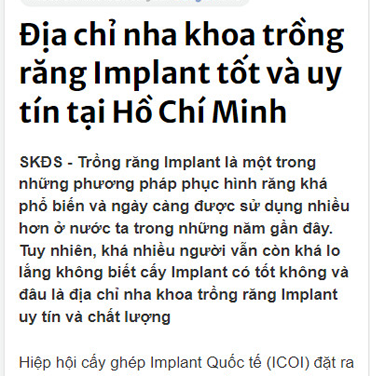 Địa chỉ nha khoa trồng
răng Implant tốt và uy
tín tại Hồ Chí Minh
SKĐS - Trồng răng Implant là một trong
những phương pháp phục hình răng khá
phổ biến và ngày càng được sử dụng nhiều
hơn ở nước ta trong những năm gần đây.
Tuy nhiên, khá nhiều người vẫn còn khá lo
lắng không biết cấy Implant có tốt không và
đâu là địa chỉ nha khoa trồng răng Implant
uy tín và chất lượng
Hiệp hội cấy ghép Implant Quốc tế (ICOI) đặt ra